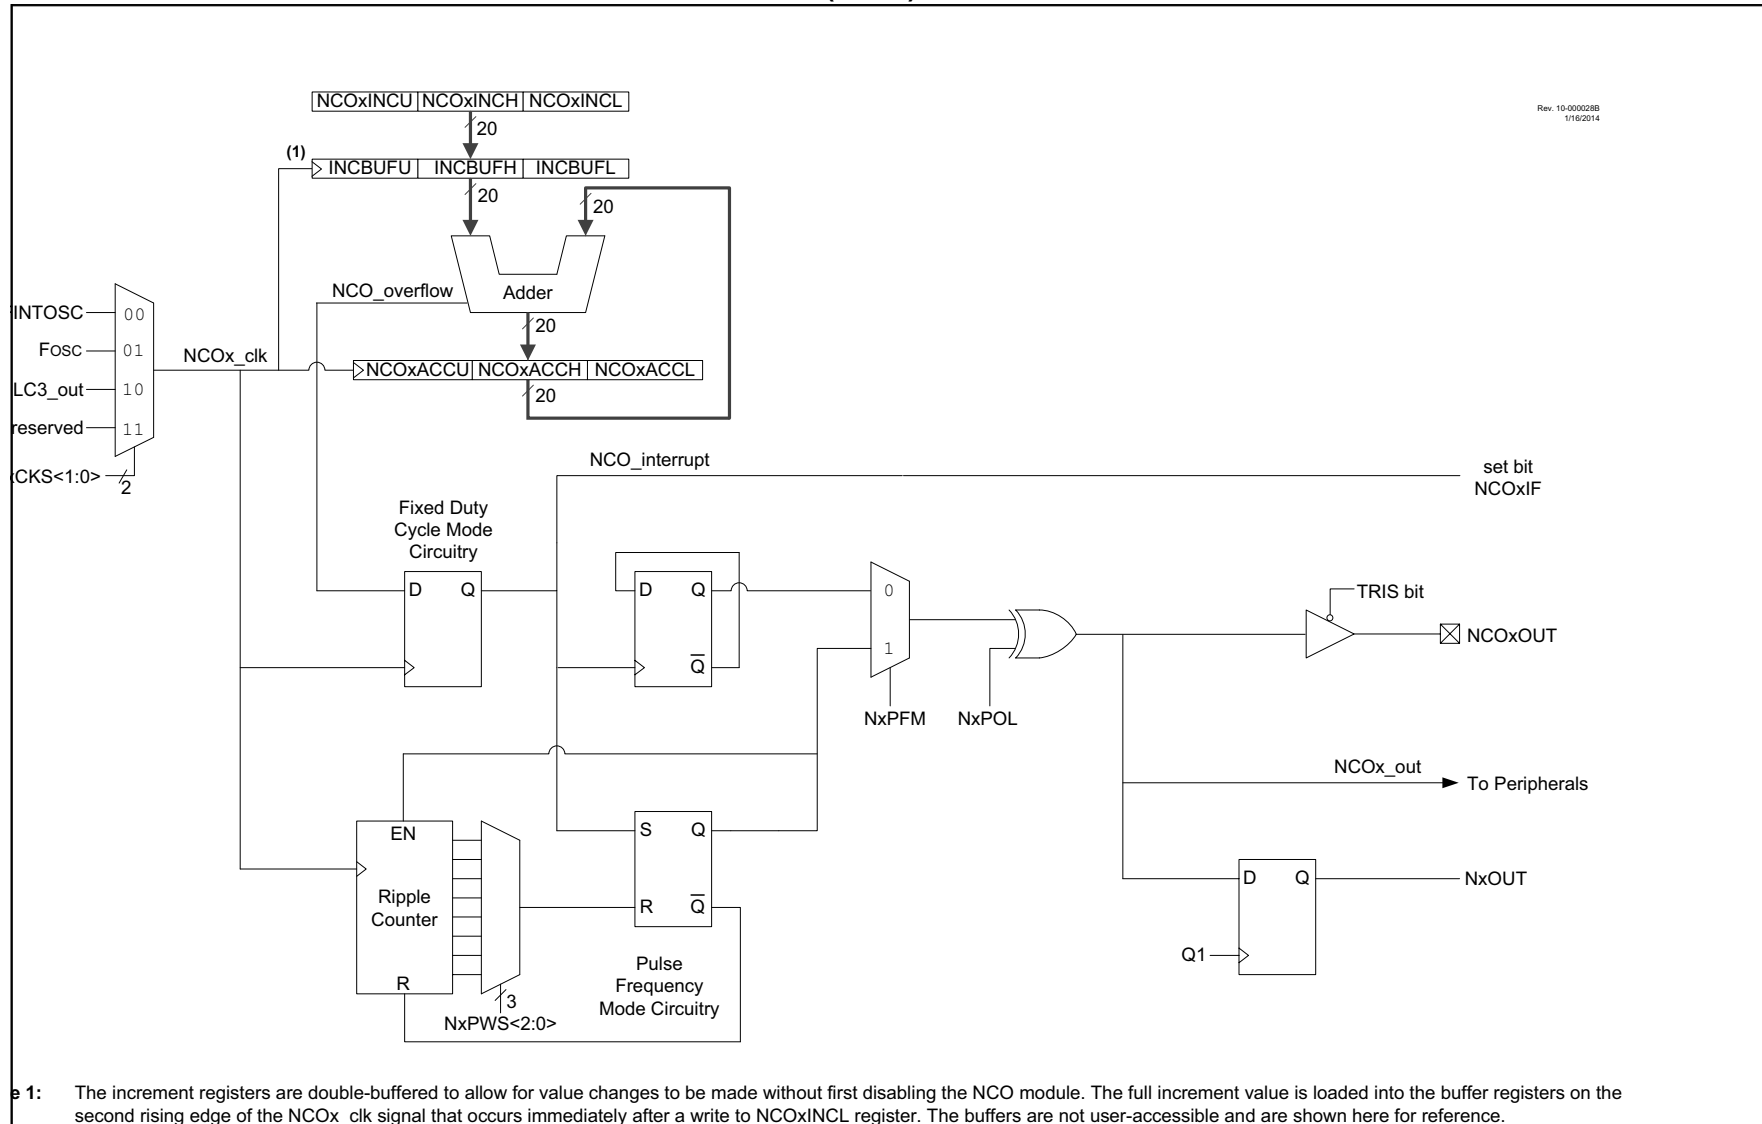 Rev. 10-000028B
1/16/2014
NCOxINCU NCOxINCH NCOxINCL
20
(1)
INCBUFU INCBUFH INCBUFL
20
20
NCO_overflow
Adder
20
INTOSC
00
FOSC
01
NCOx_clk
NCOxACCU NCOxACCH NCOxACCL
LC3_out
10
20
reserved
11
CKS<1:0>
2
NCO_interrupt
set bit
NCOxIF
Fixed Duty
Cycle Mode
Circuitry
D Q
D Q
Q
0
1
TRIS bit
NCOxOUT
NxPFM
NxPOL
NCOx_out
To Peripherals
EN
Ripple
Counter
R
S Q
R Q
D Q
NxOUT
Q1
3
NxPWS<2:0>
Pulse
Frequency
Mode Circuitry
e 1: The increment registers are double-buffered to allow for value changes to be made without first disabling the NCO module. The full increment value is loaded into the buffer registers on the
second rising edge of the NCOx_clk signal that occurs immediately after a write to NCOxINCL register. The buffers are not user-accessible and are shown here for reference.